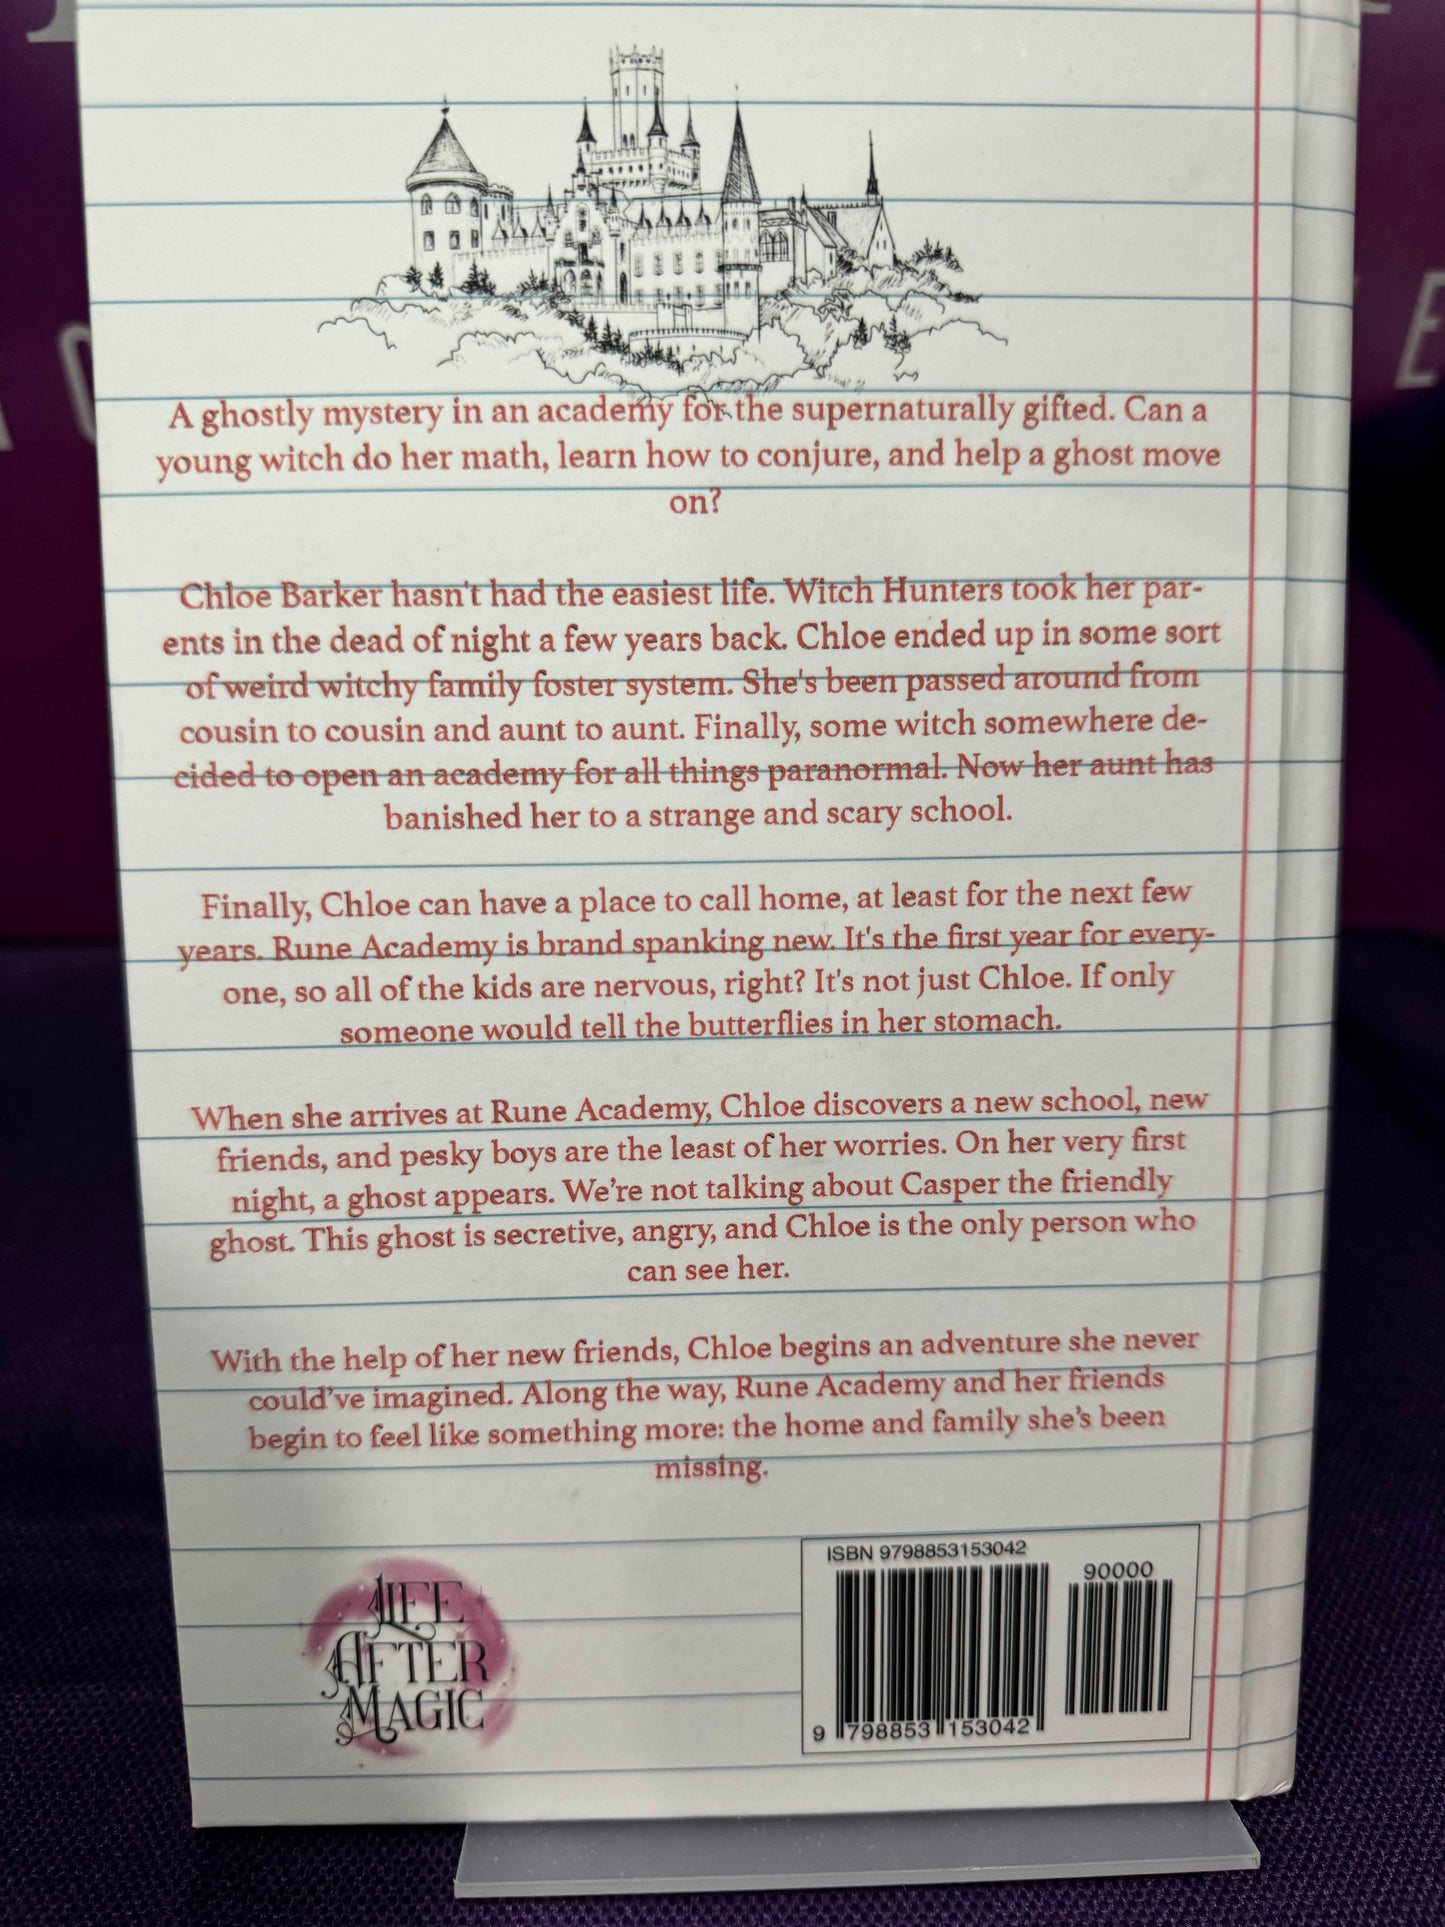 A ghostly mystery in an academy for the supernaturally gifted. Can a
young witch do her math, learn how to conjure, and help a ghost move
on?
Chloe Barker hasn't had the easiest life. Witch Hunters took her par-
ents in the dead of night a few years back. Chloe ended up in some sort
of weird witchy family foster system. She's been passed around from
cousin to cousin and aunt to aunt. Finally, some witch somewhere de-
cided to open an academy for all things paranormal. Now her aunt has
banished her to a strange and scary school.
Finally, Chloe can have a place to call home, at least for the next few
years. Rune Academy is brand spanking new. It's the first year for every-
one, so all of the kids are nervous, right? It's not just Chloe. If only
someone would tell the butterflies in her stomach.
When she arrives at Rune Academy, Chloe discovers a new school, new
friends, and pesky boys are the least of her worries. On her very first
night, a ghost appears. We're not talking about Casper the friendly
ghost. This ghost is secretive, angry, and Chloe is the only person who
can see her.
With the help of her new friends, Chloe begins an adventure she never
could've imagined. Along the way, Rune Academy and her friends
begin to feel like something more: the home and family she's been
missing.
LIFE
AFTER
MAGIC
ISBN 9798853153042
90000
9 798853 153042